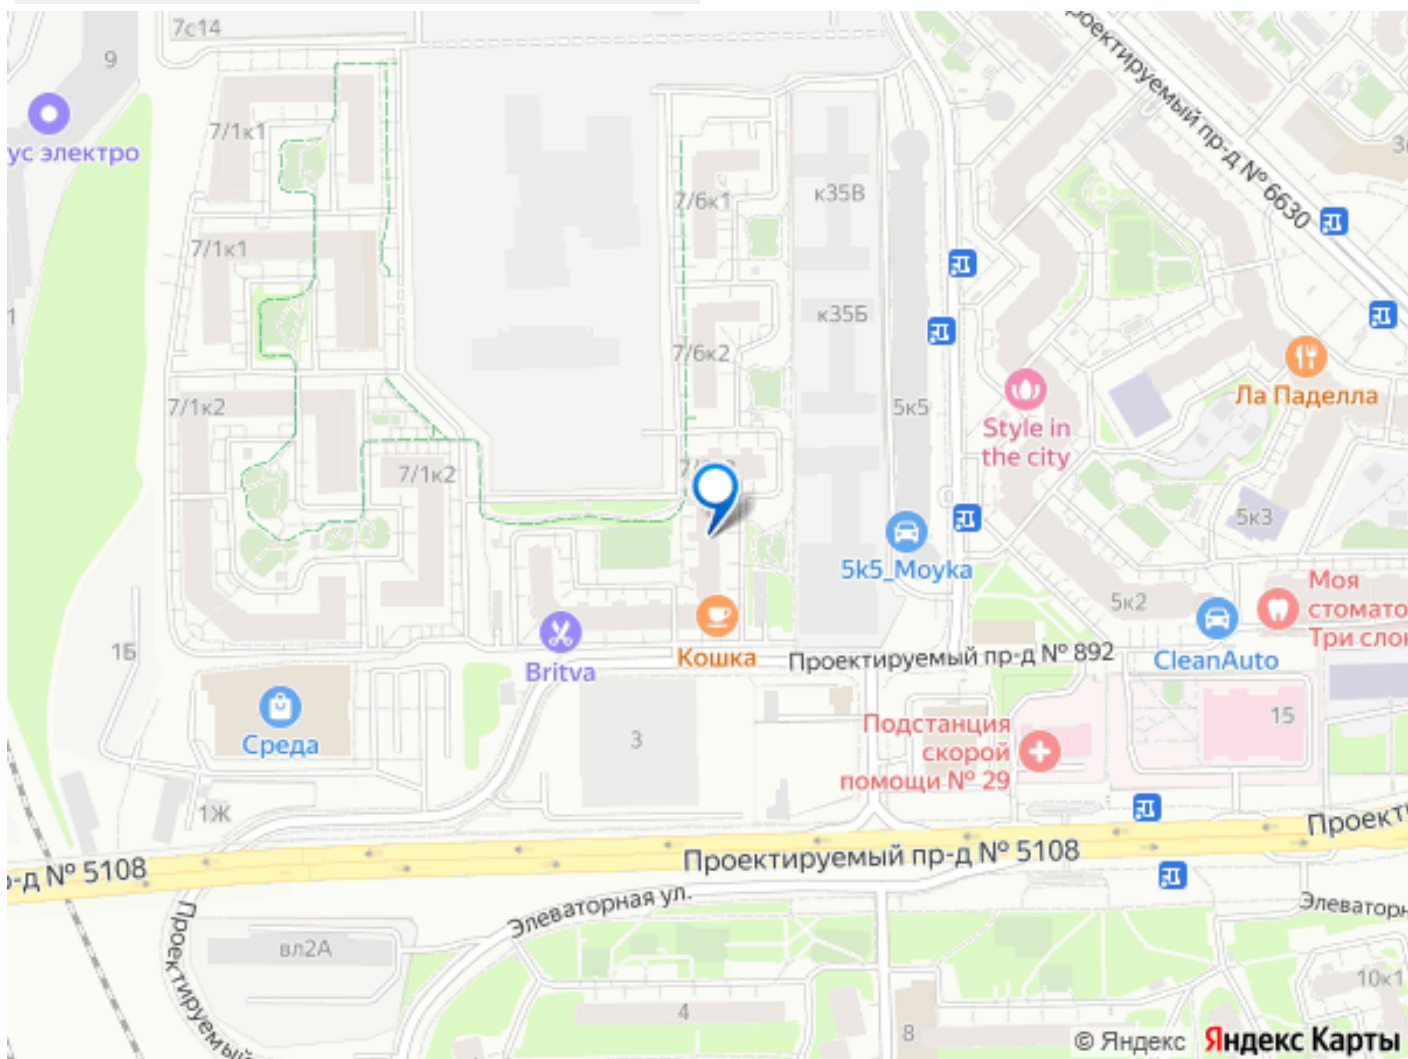 7с14
9
ус электро
7/1к1
7/1к1
7/1к2
7/1к2
7/6к1
7/6к2
к35В
к35Б
5к5
Проектируемый пр-д № 6630
Style in
the city
Ла Паделла
5к3
5к2
5k5_Moyka
Моя
стомато
Три слон
CleanAuto
Britva
Кошка
Проектируемый пр-д № 892
1Б
Среда
3
Подстанция
скорой
помощи № 29
15
1Ж
Проект
Проектируемый пр-д № 5108
р-д № 5108
Элеваторная ул.
Элеваторн
Проектируемый
вл2А
4
8
10к1
© Яндекс Яндекс Карты